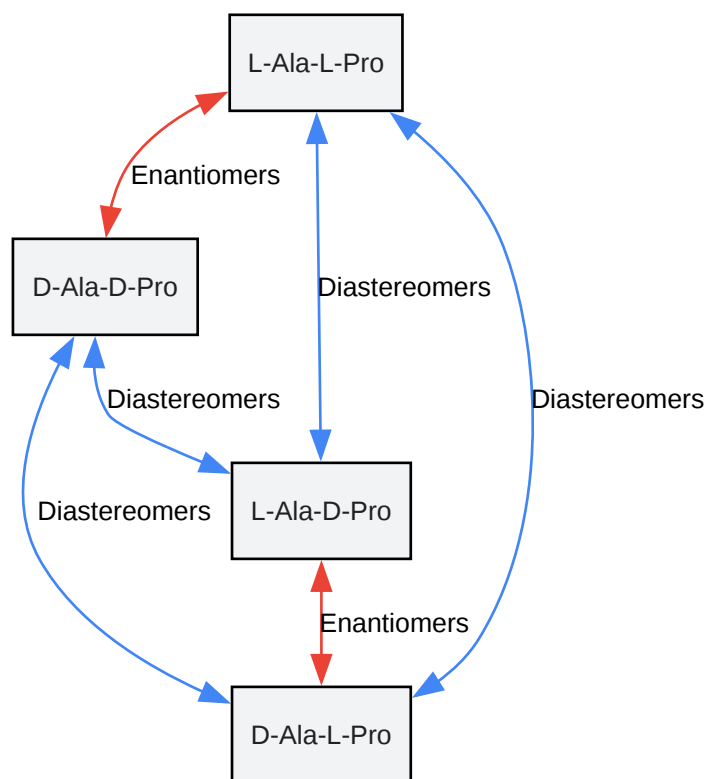 L-Ala-L-Pro
Enantiomers
D-Ala-D-Pro
Diastereomers
Diastereomers
Diastereomers
Diastereomers
L-Ala-D-Pro
Enantiomers
D-Ala-L-Pro